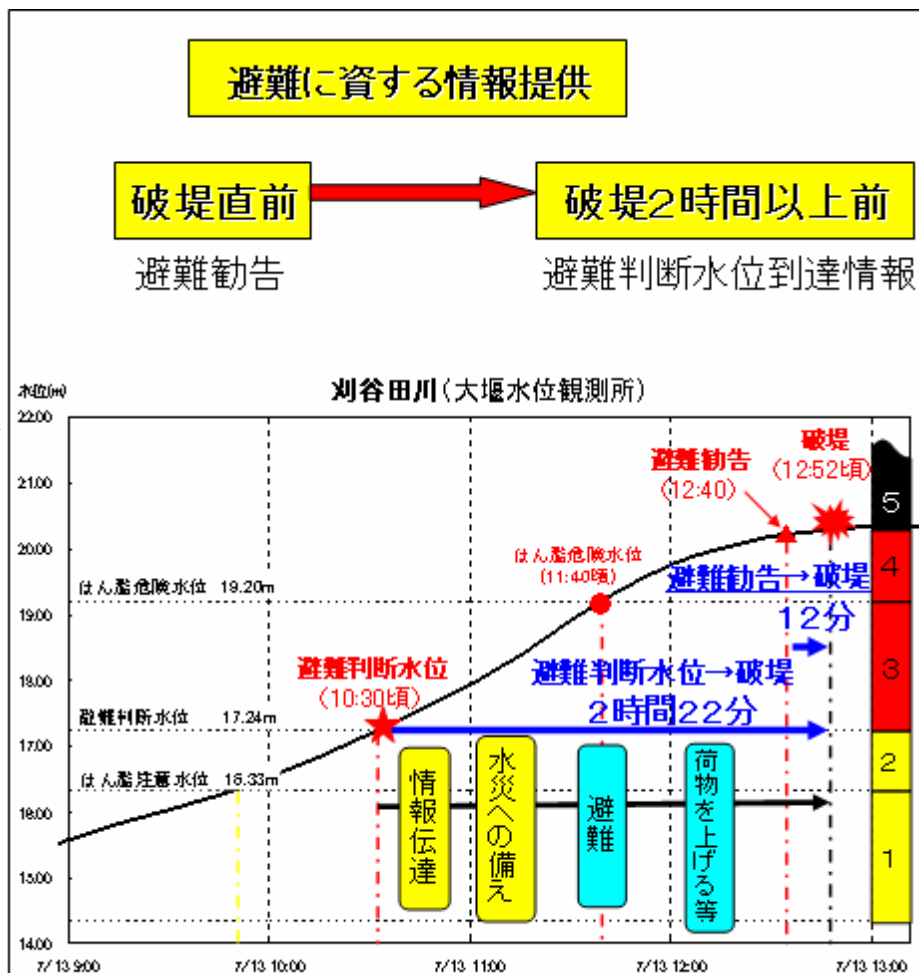 避難に資する情報提供
破堤直前
破堤2時間以上前
避難勧告
避難判断水位到達情報
水位(m)
刈谷田川(大堰水位観測所)
22.00
21.00
20.00
19.00
18.00
17.00
16.00
15.00
14.00
避難勧告
(12:40)
破堤
(12:52頃)
はん濫危険水位
(11:40頃)
はん濫危険水位 19.20m
避難勧告→破堤
12分
避難判断水位
(10:30頃)
避難判断水位→破堤
2時間22分
避難判断水位 17.24m
はん濫注意水位 16.33m
情報伝達
水災への備え
避難
荷物を上げる等
5
4
3
2
1
7/13 9:00
7/13 10:00
7/13 11:00
7/13 12:00
7/13 13:00